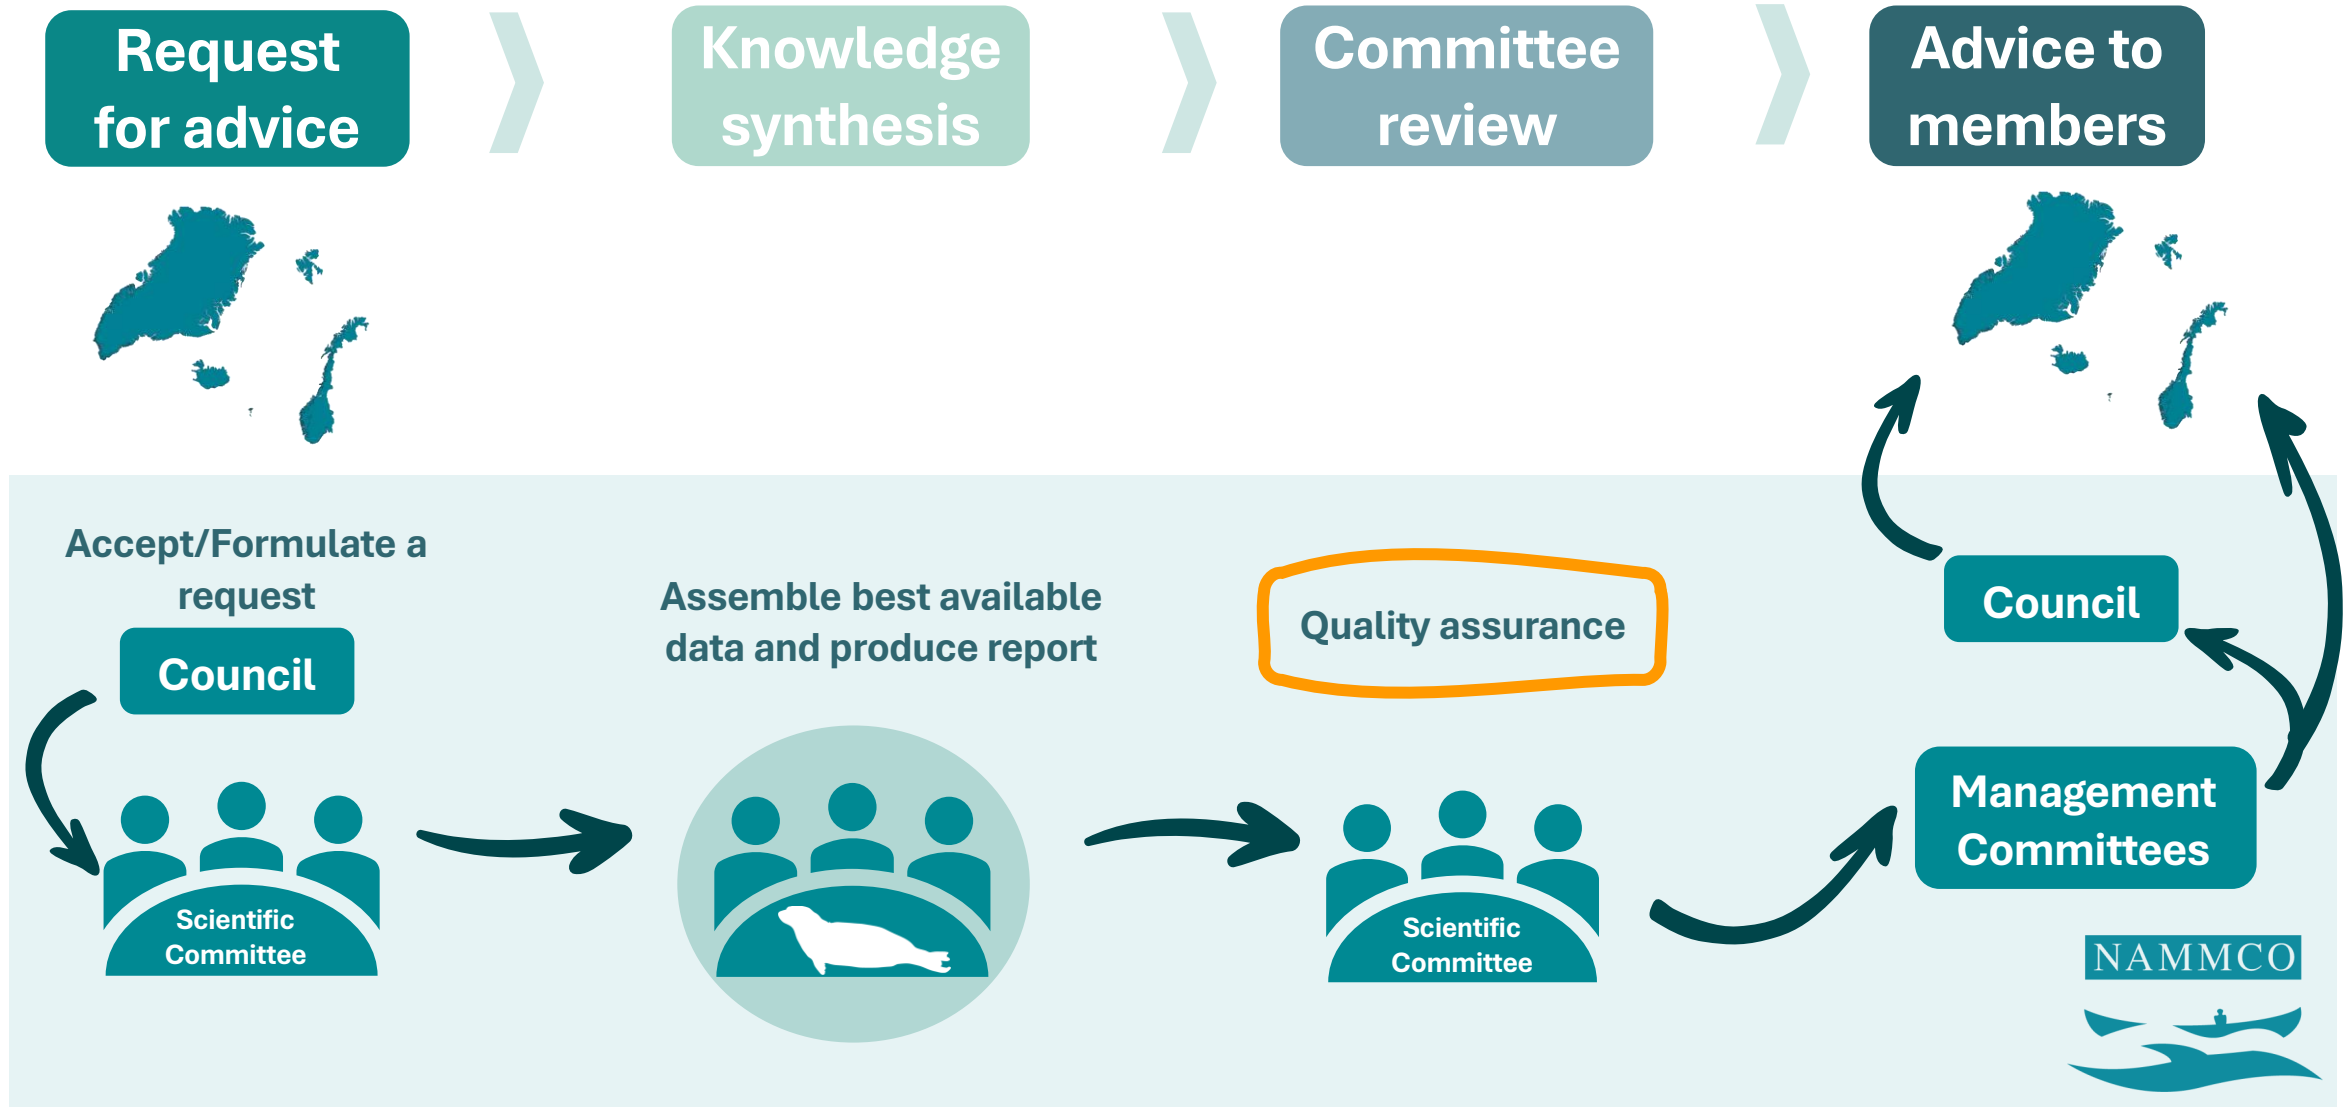 Request
for advice
Knowledge
synthesis
Committee
review
Advice to
members
Accept/Formulate a
request
Council
Scientific
Committee
Assemble best available
data and produce report
Quality assurance
Scientific
Committee
Council
Management
Committees
NAMMCO